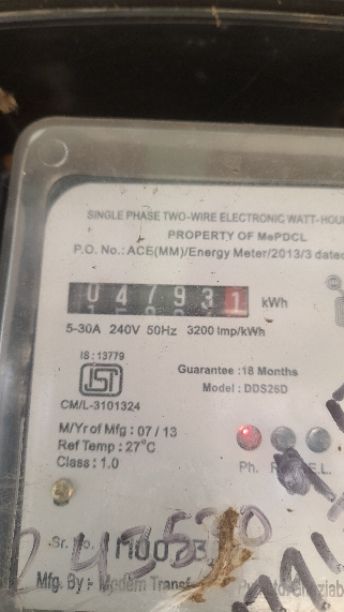 SINGLE PHASE TWO-WIRE ELECTRONIC WATT-HOU
PROPERTY OF MePDCL
P.O. No.: ACE(MM)/Energy Meter/2013/3 dated
047931 kWh
5-30A 240V 50Hz 3200 Imp/kWh
IS : 13779
Guarantee : 18 Months
Model : DDS26D
CM/L-3101324
M/Yr of Mfg : 07 / 13
Ref Temp : 27°C
Class : 1.0
Ph.
E.L.
Sr. No.
Mfg. By :- Modern Transf